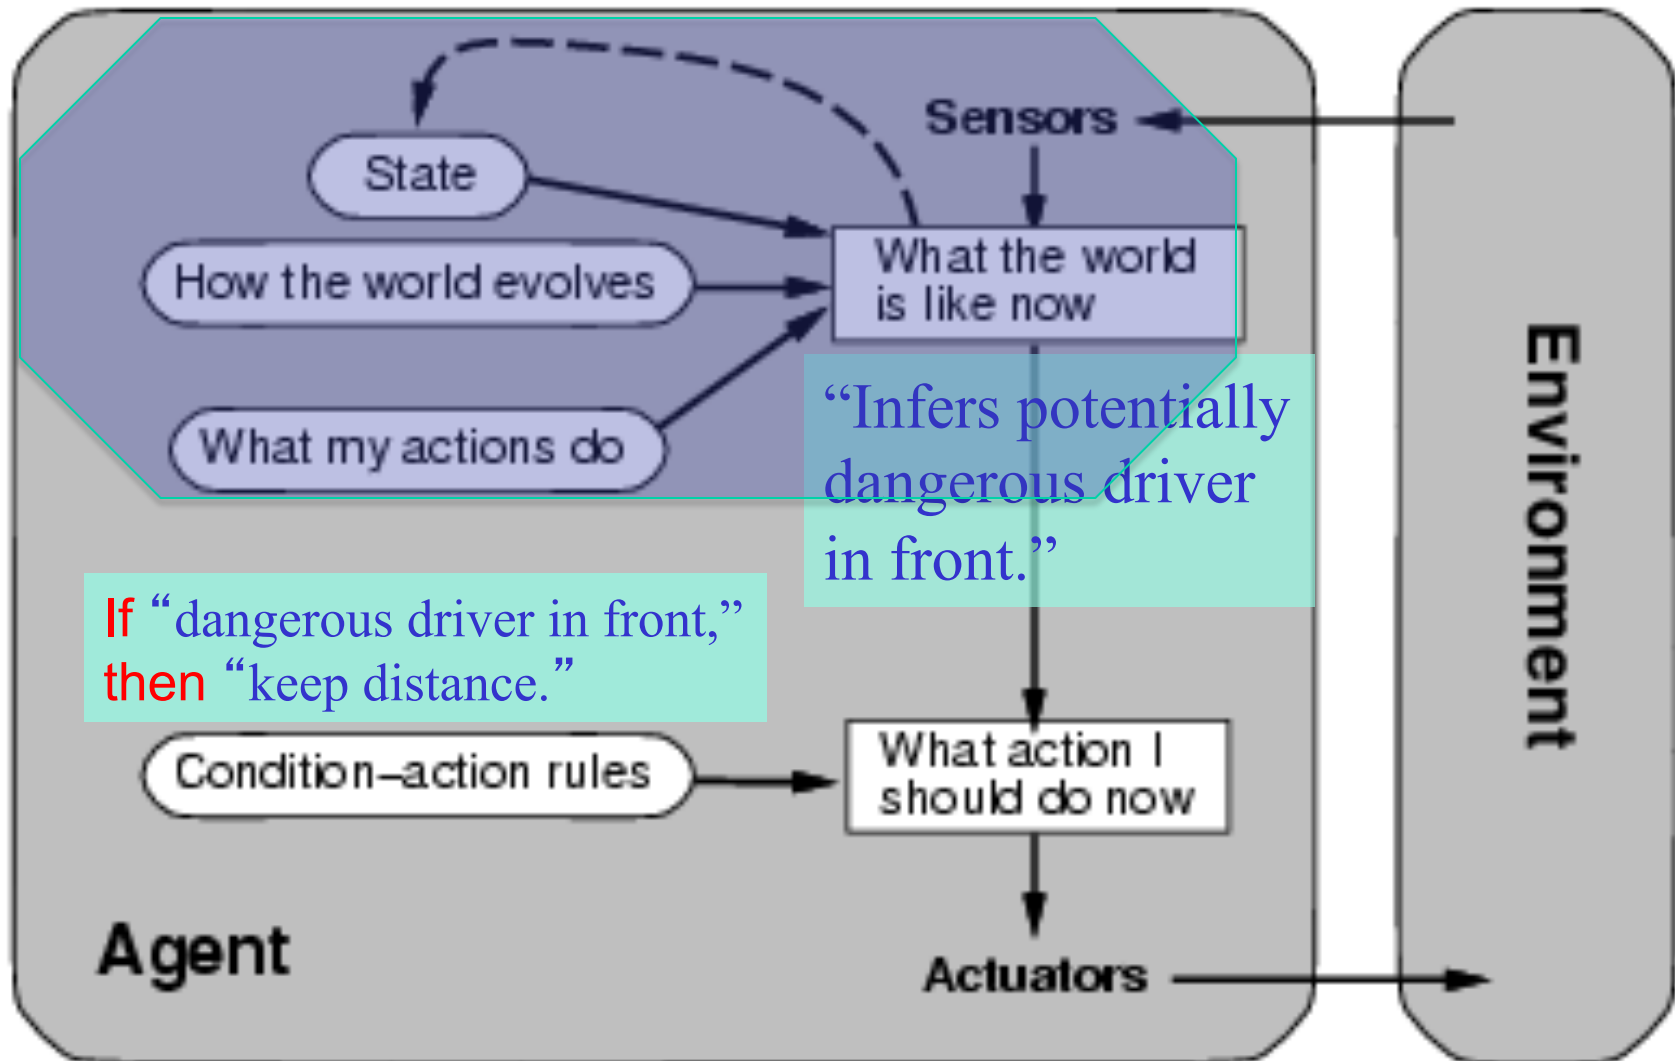 Sensors
State
What the world
is like now
How the world evolves
What my actions do
“Infers potentially
dangerous driver
in front.”
If “dangerous driver in front,”
then “keep distance.”
Condition–action rules
What action I
should do now
Agent
Actuators
Environment